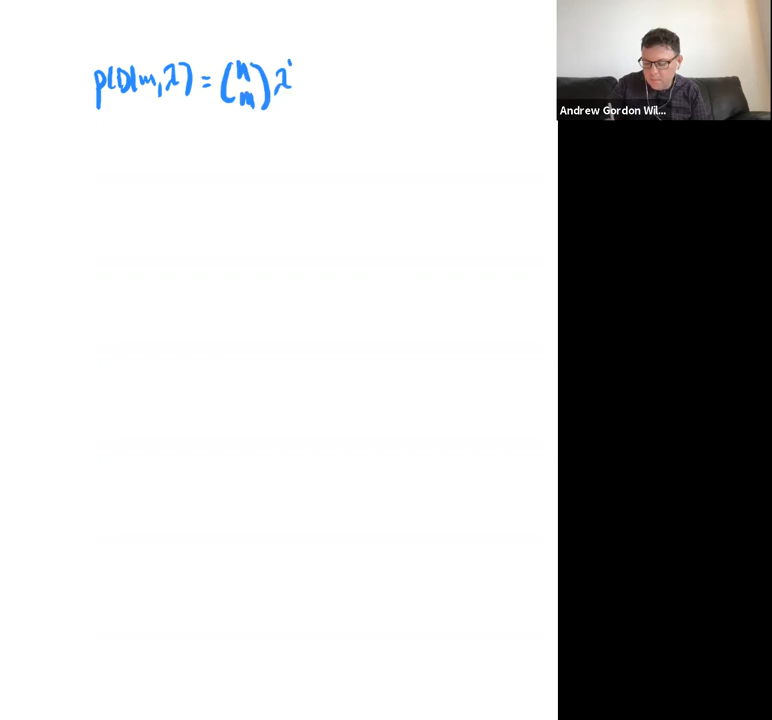 p(D|m, λ) = (n m) λ
Andrew Gordon Wil...